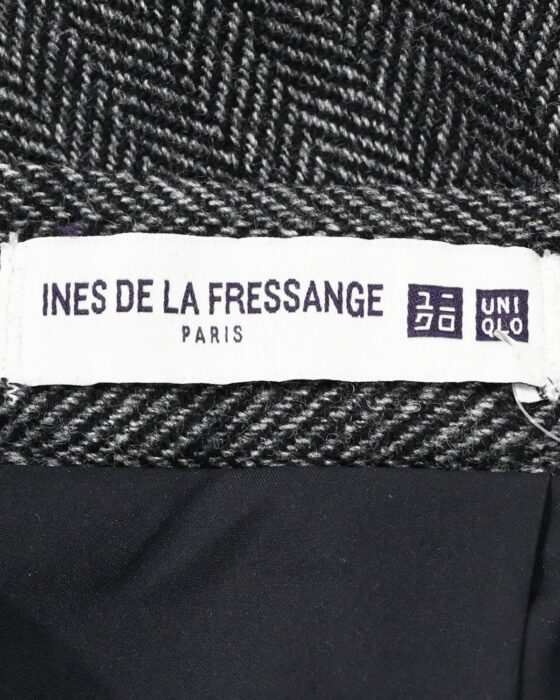 INES DE LA FRESSANGE
PARIS
ユニ
クロ
UNI
QLO